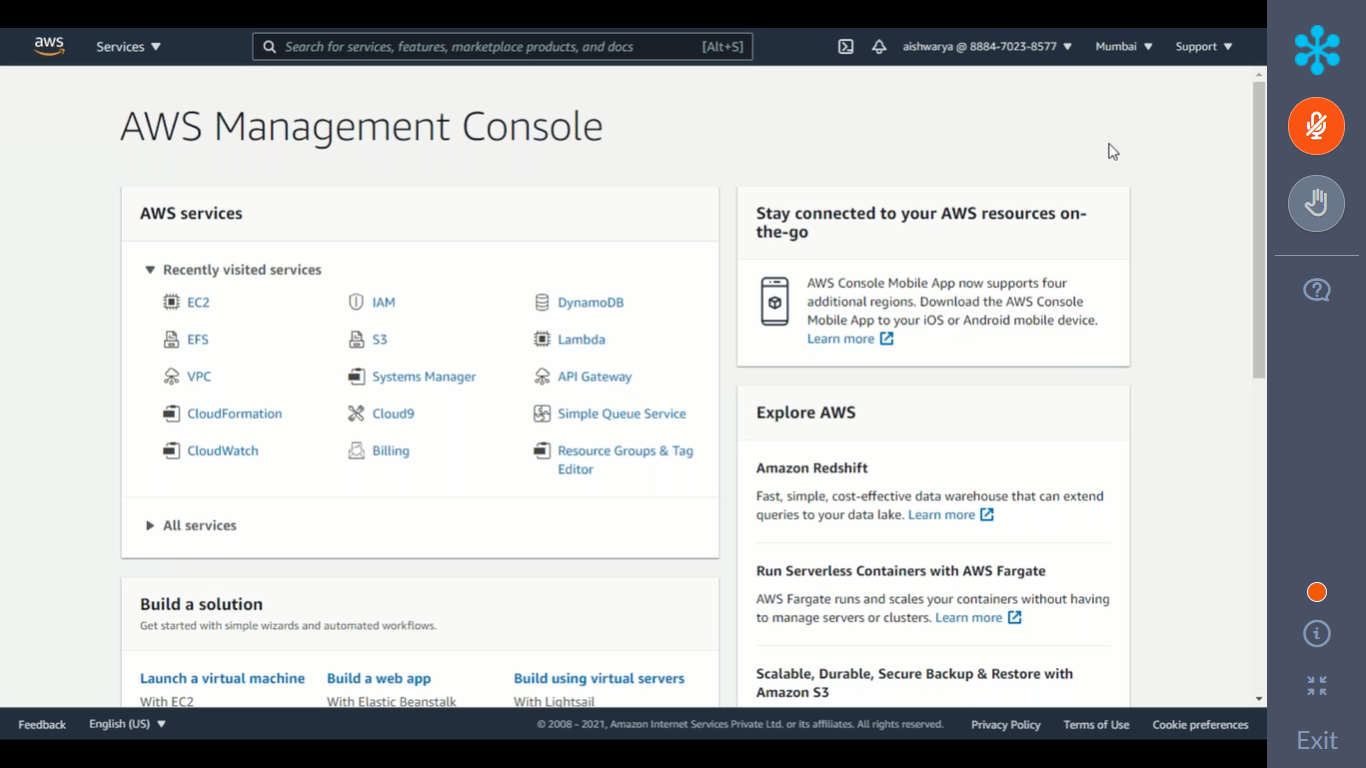 aws
Services
Search for services, features, marketplace products, and docs [Alt+S]
aishwarya @ 8884-7023-8577
Mumbai
Support
AWS Management Console
AWS services
Recently visited services
EC2
IAM
DynamoDB
EFS
S3
Lambda
VPC
Systems Manager
API Gateway
CloudFormation
Cloud9
Simple Queue Service
CloudWatch
Billing
Resource Groups & Tag
Editor
All services
Build a solution
Get started with simple wizards and automated workflows.
Launch a virtual machine
Build a web app
Build using virtual servers
With EC2
With Elastic Beanstalk
With Lightsail
Stay connected to your AWS resources on-
the-go
AWS Console Mobile App now supports four
additional regions. Download the AWS Console
Mobile App to your iOS or Android mobile device.
Learn more
Explore AWS
Amazon Redshift
Fast, simple, cost-effective data warehouse that can extend
queries to your data lake. Learn more
Run Serverless Containers with AWS Fargate
AWS Fargate runs and scales your containers without having
to manage servers or clusters. Learn more
Scalable, Durable, Secure Backup & Restore with
Amazon S3
Feedback
English (US)
© 2008 - 2021, Amazon Internet Services Private Ltd. or its affiliates. All rights reserved.
Privacy Policy
Terms of Use
Cookie preferences
Exit